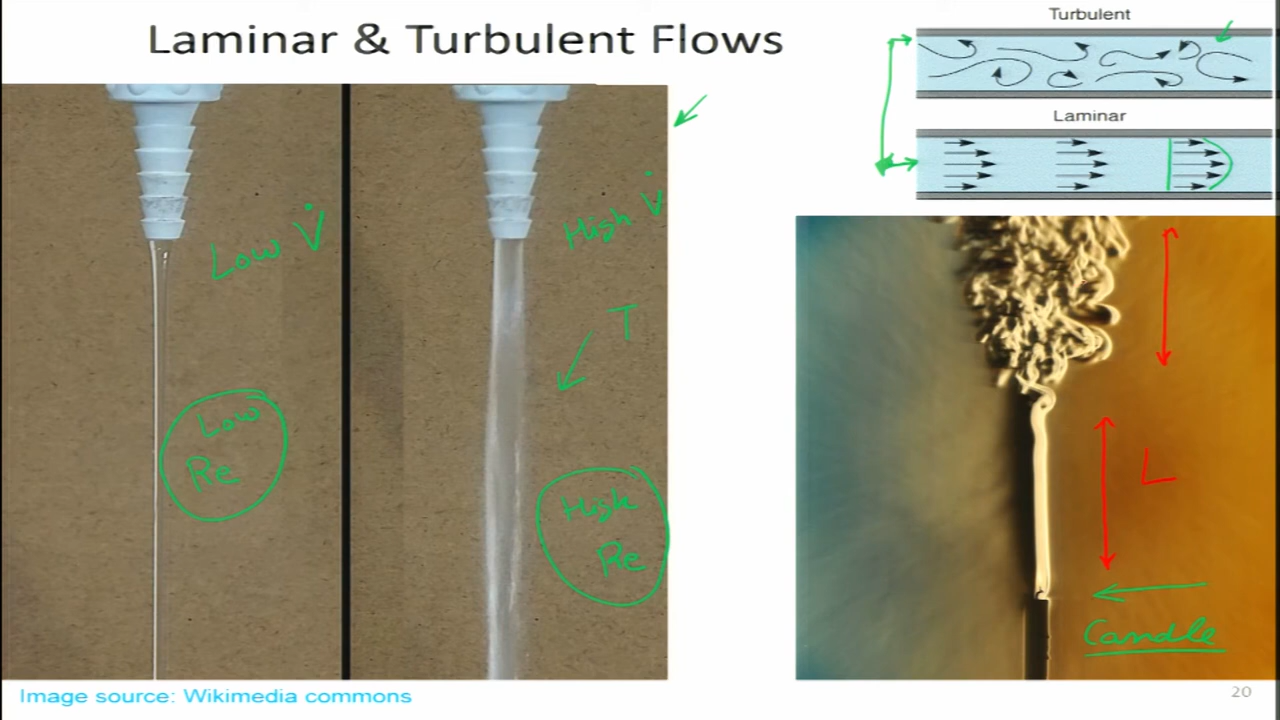 Laminar & Turbulent Flows
Turbulent
Laminar
Low V̇
High V̇
T
Low
Re
High
Re
L
Candle
Image source: Wikimedia commons
20